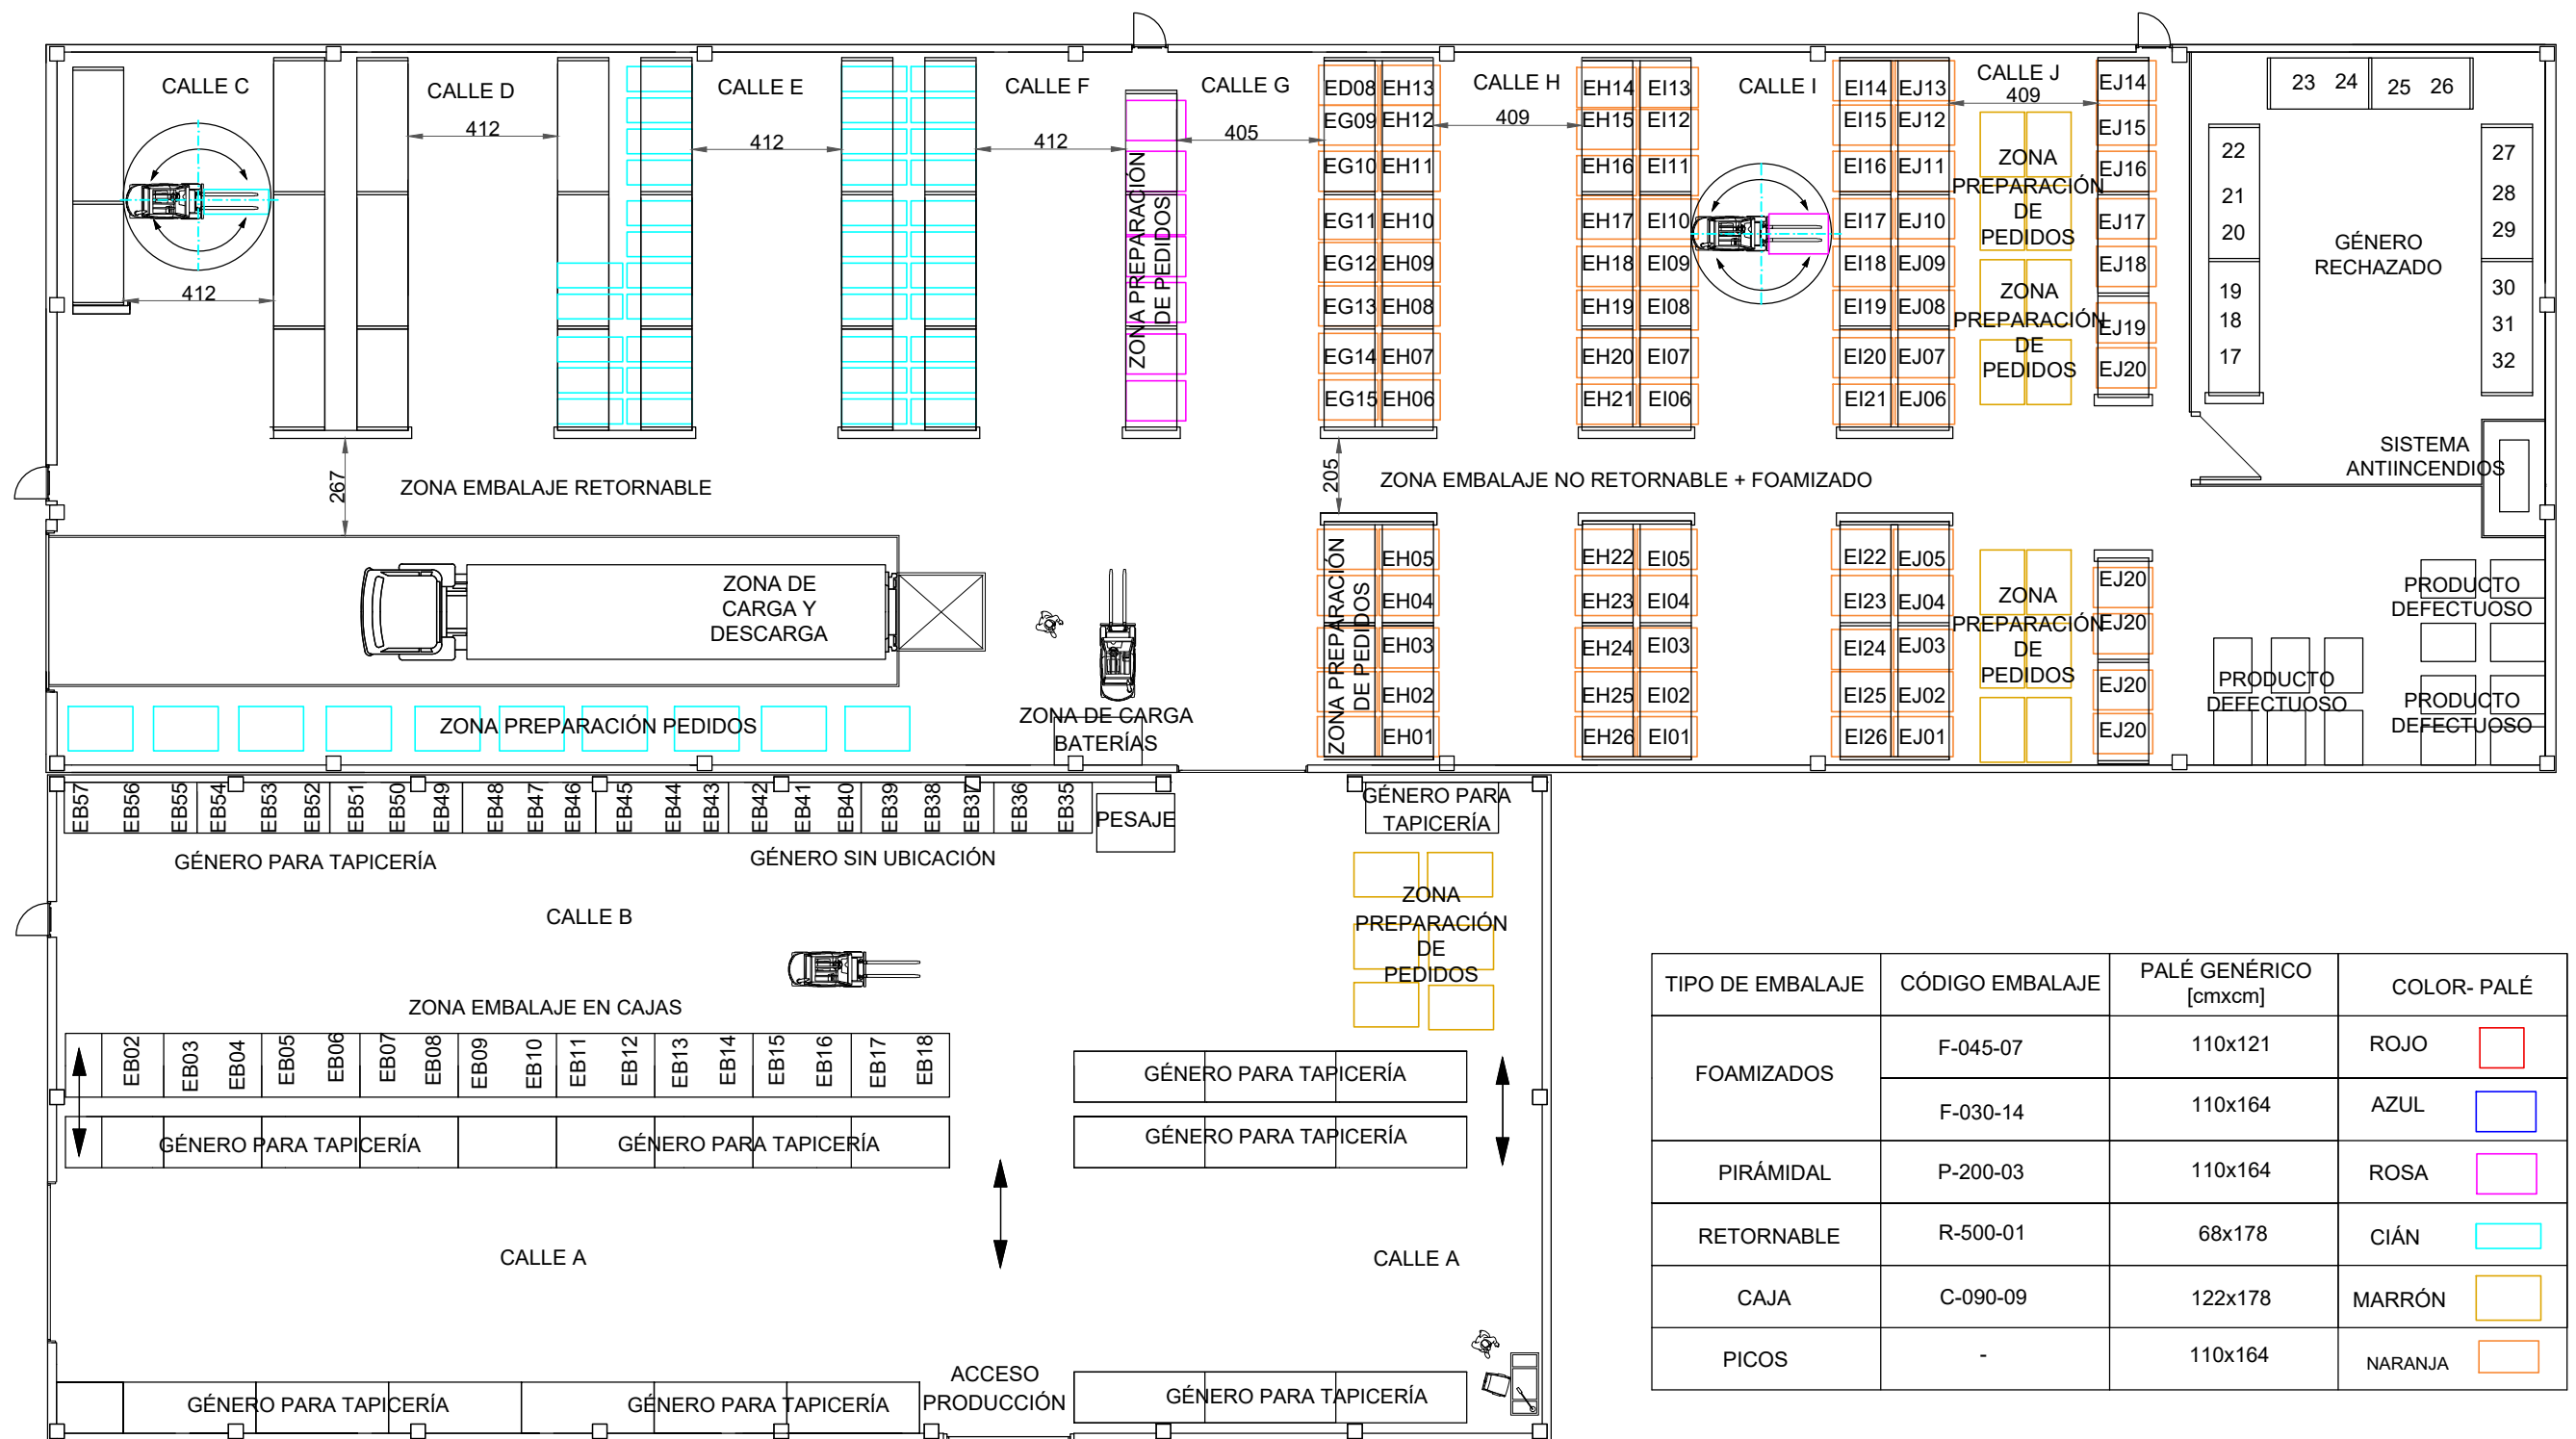 CALLE C
CALLE D
CALLE E
CALLE F
CALLE G
CALLE H
CALLE I
CALLE J
412
412
412
412
405
409
409
ZONA PREPARACIÓN
DE PEDIDOS
ED08 EH13
EG09 EH12
EG10 EH11
EG11 EH10
EG12 EH09
EG13 EH08
EG14 EH07
EG15 EH06
EH14 EI13
EH15 EI12
EH16 EI11
EH17 EI10
EH18 EI09
EH19 EI08
EH20 EI07
EH21 EI06
EI14 EJ13
EI15 EJ12
EI16 EJ11
EI17 EJ10
EI18 EJ09
EI19 EJ08
EI20 EJ07
EI21 EJ06
ZONA
PREPARACIÓN
DE
PEDIDOS
ZONA
PREPARACIÓN
DE
PEDIDOS
EJ14
EJ15
EJ16
EJ17
EJ18
EJ19
EJ20
23 24 25 26
22
21
20
19
18
17
27
28
29
30
31
32
GÉNERO
RECHAZADO
SISTEMA
ANTIINCENDIOS
267
ZONA EMBALAJE RETORNABLE
205
ZONA EMBALAJE NO RETORNABLE + FOAMIZADO
ZONA DE
CARGA Y
DESCARGA
ZONA PREPARACIÓN PEDIDOS
ZONA DE CARGA
BATERÍAS
ZONA PREPARACIÓN
DE PEDIDOS
EH05
EH04
EH03
EH02
EH01
EH22 EI05
EH23 EI04
EH24 EI03
EH25 EI02
EH26 EI01
EI22 EJ05
EI23 EJ04
EI24 EJ03
EI25 EJ02
EI26 EJ01
ZONA
PREPARACIÓN
DE
PEDIDOS
EJ20
EJ20
EJ20
EJ20
PRODUCTO
DEFECTUOSO
PRODUCTO
DEFECTUOSO
PRODUCTO
DEFECTUOSO
EB57 EB56 EB55 EB54 EB53 EB52 EB51 EB50 EB49 EB48 EB47 EB46 EB45 EB44 EB43 EB42 EB41 EB40 EB39 EB38 EB37 EB36 EB35
PESAJE
GÉNERO PARA
TAPICERÍA
GÉNERO PARA TAPICERÍA
GÉNERO SIN UBICACIÓN
CALLE B
ZONA
PREPARACIÓN
DE
PEDIDOS
ZONA EMBALAJE EN CAJAS
EB02 EB03 EB04 EB05 EB06 EB07 EB08 EB09 EB10 EB11 EB12 EB13 EB14 EB15 EB16 EB17 EB18
GÉNERO PARA TAPICERÍA
GÉNERO PARA TAPICERÍA
GÉNERO PARA TAPICERÍA
GÉNERO PARA TAPICERÍA
CALLE A
CALLE A
ACCESO
PRODUCCIÓN
GÉNERO PARA TAPICERÍA
GÉNERO PARA TAPICERÍA
GÉNERO PARA TAPICERÍA
TIPO DE EMBALAJE
CÓDIGO EMBALAJE
PALÉ GENÉRICO
[cmxcm]
COLOR- PALÉ
FOAMIZADOS
F-045-07 110x121 ROJO
F-030-14 110x164 AZUL
PIRÁMIDAL P-200-03 110x164 ROSA
RETORNABLE R-500-01 68x178 CIÁN
CAJA C-090-09 122x178 MARRÓN
PICOS - 110x164 NARANJA